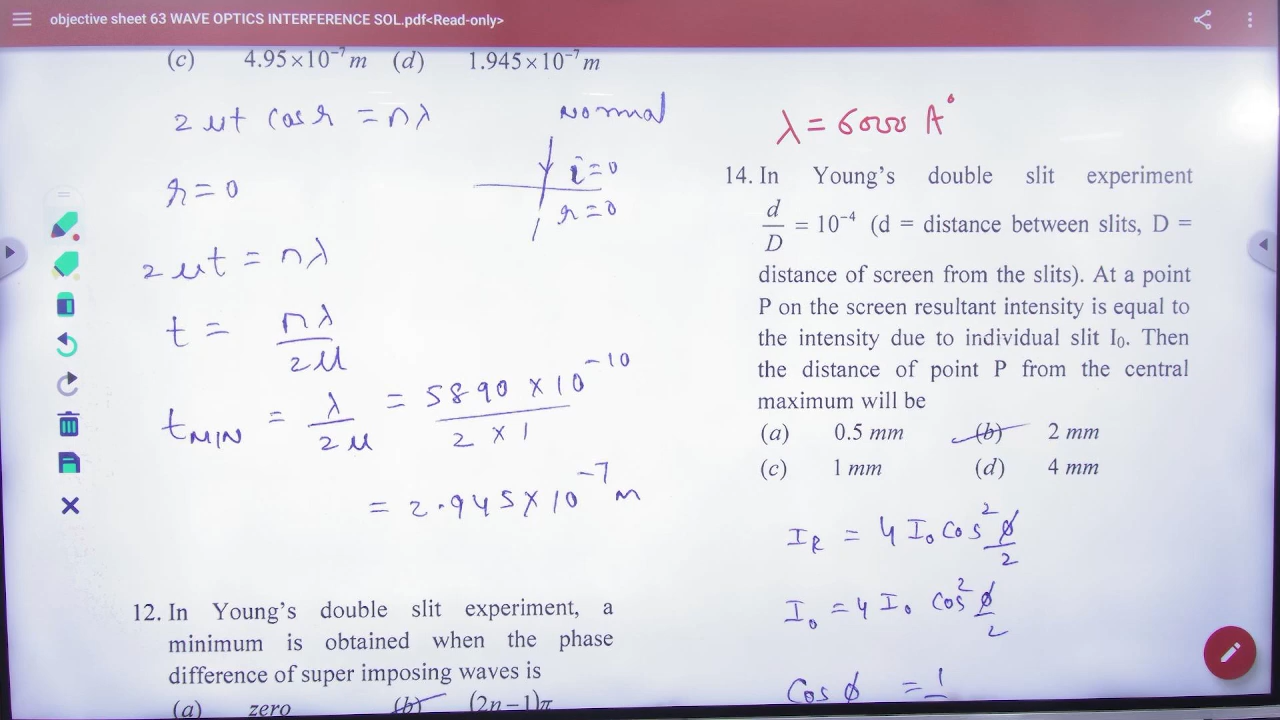 objective sheet 63 WAVE OPTICS INTERFERENCE SOL.pdf<Read-only>
(c) 4.95×10⁻⁷ m (d) 1.945×10⁻⁷ m
2 μt cos r = nλ
normal
i=0
r=0
r=0
2 μt = nλ
t = nλ/2μ
t MIN = λ/2μ = 5890 × 10⁻¹⁰/2 × 1
= 2.945×10⁻⁷ m
12. In Young's double slit experiment, a
minimum is obtained when the phase
difference of super imposing waves is
(a) zero (b) (2n−1)π
λ = 6000 A°
14. In Young's double slit experiment
d/D = 10⁻⁴ (d = distance between slits, D =
distance of screen from the slits). At a point
P on the screen resultant intensity is equal to
the intensity due to individual slit I₀. Then
the distance of point P from the central
maximum will be
(a) 0.5 mm (b) 2 mm
(c) 1 mm (d) 4 mm
I_R = 4 I₀ cos² ϕ/2
I₀ = 4 I₀ cos² ϕ/2
Cos ϕ = 1